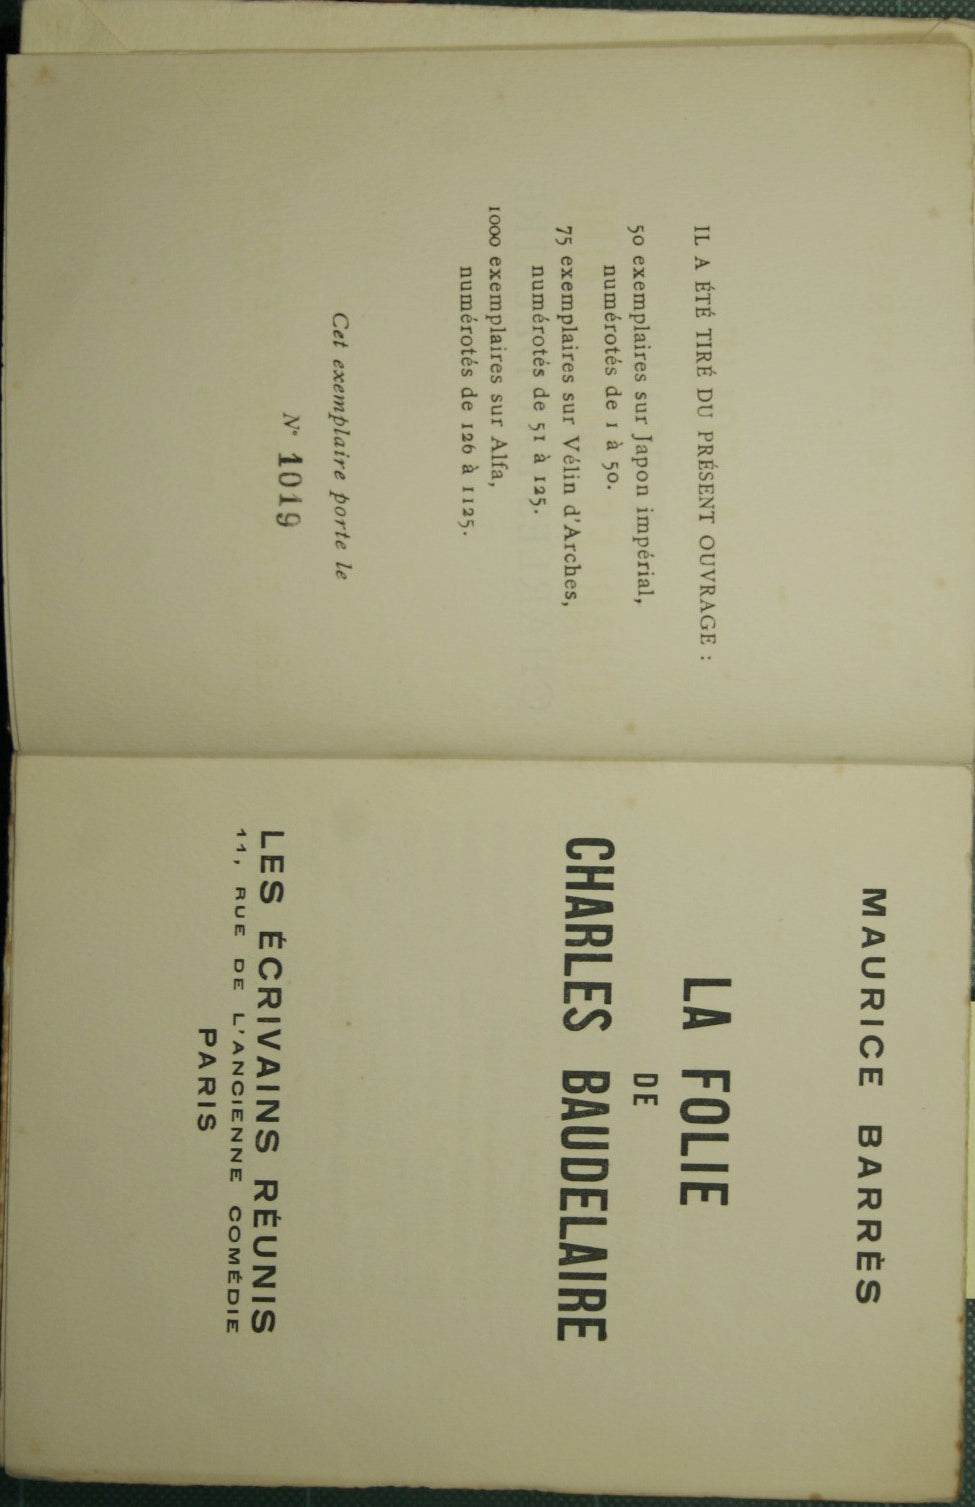 IL A ÉTÉ TIRÉ DU PRÉSENT OUVRAGE :
50 exemplaires sur Japon impérial,
numérotés de 1 à 50.
75 exemplaires sur Vélin d'Arches,
numérotés de 51 à 125.
1000 exemplaires sur Alfa,
numérotés de 126 à 1125.
Cet exemplaire porte le
N° 1019
MAURICE BARRÈS
LA FOLIE
DE
CHARLES BAUDELAIRE
LES ÉCRIVAINS RÉUNIS
11, RUE DE L'ANCIENNE COMÉDIE
PARIS